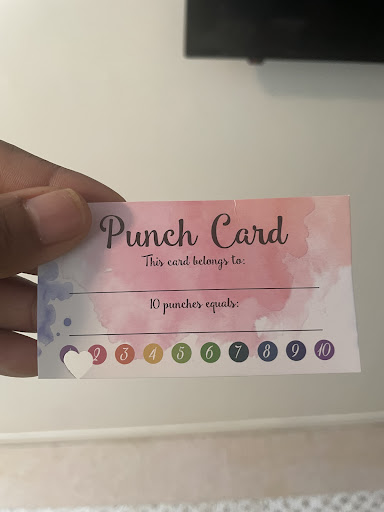 Punch Card
This card belongs to:
10 punches equals:
2 3 4 5 6 7 8 9 10